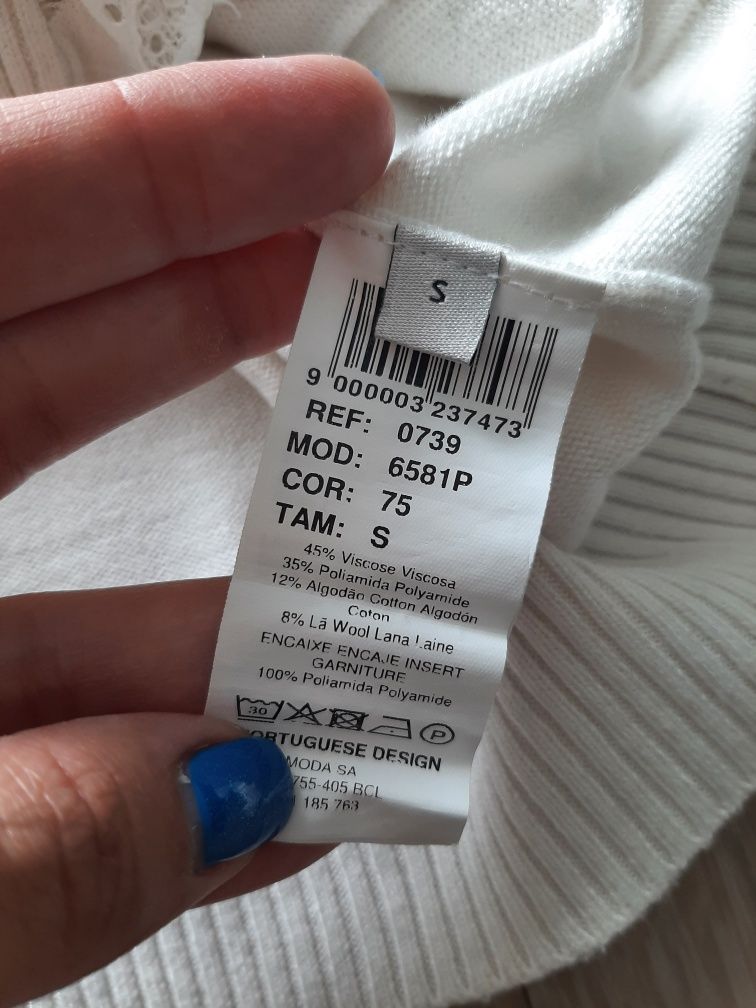 S
9 000003 237473
REF: 0739
MOD: 6581P
COR: 75
TAM: S
45% Viscose Viscosa
35% Poliamida Polyamide
12% Algodão Cotton Algodón
Coton
8% Lã Wool Lana Laine
ENCAIXE ENCAJE INSERT
GARNITURE
100% Poliamida Polyamide
30 P
PORTUGUESE DESIGN
MODA SA
755-405 BCL
185 763